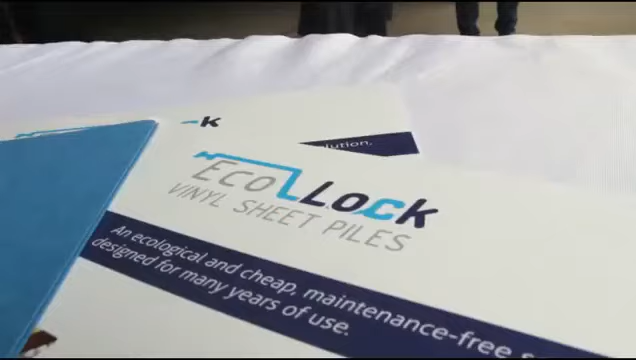 k
lution.
EcoLock
VINYL SHEET PILES
An ecological and cheap, maintenance-free
designed for many years of use.